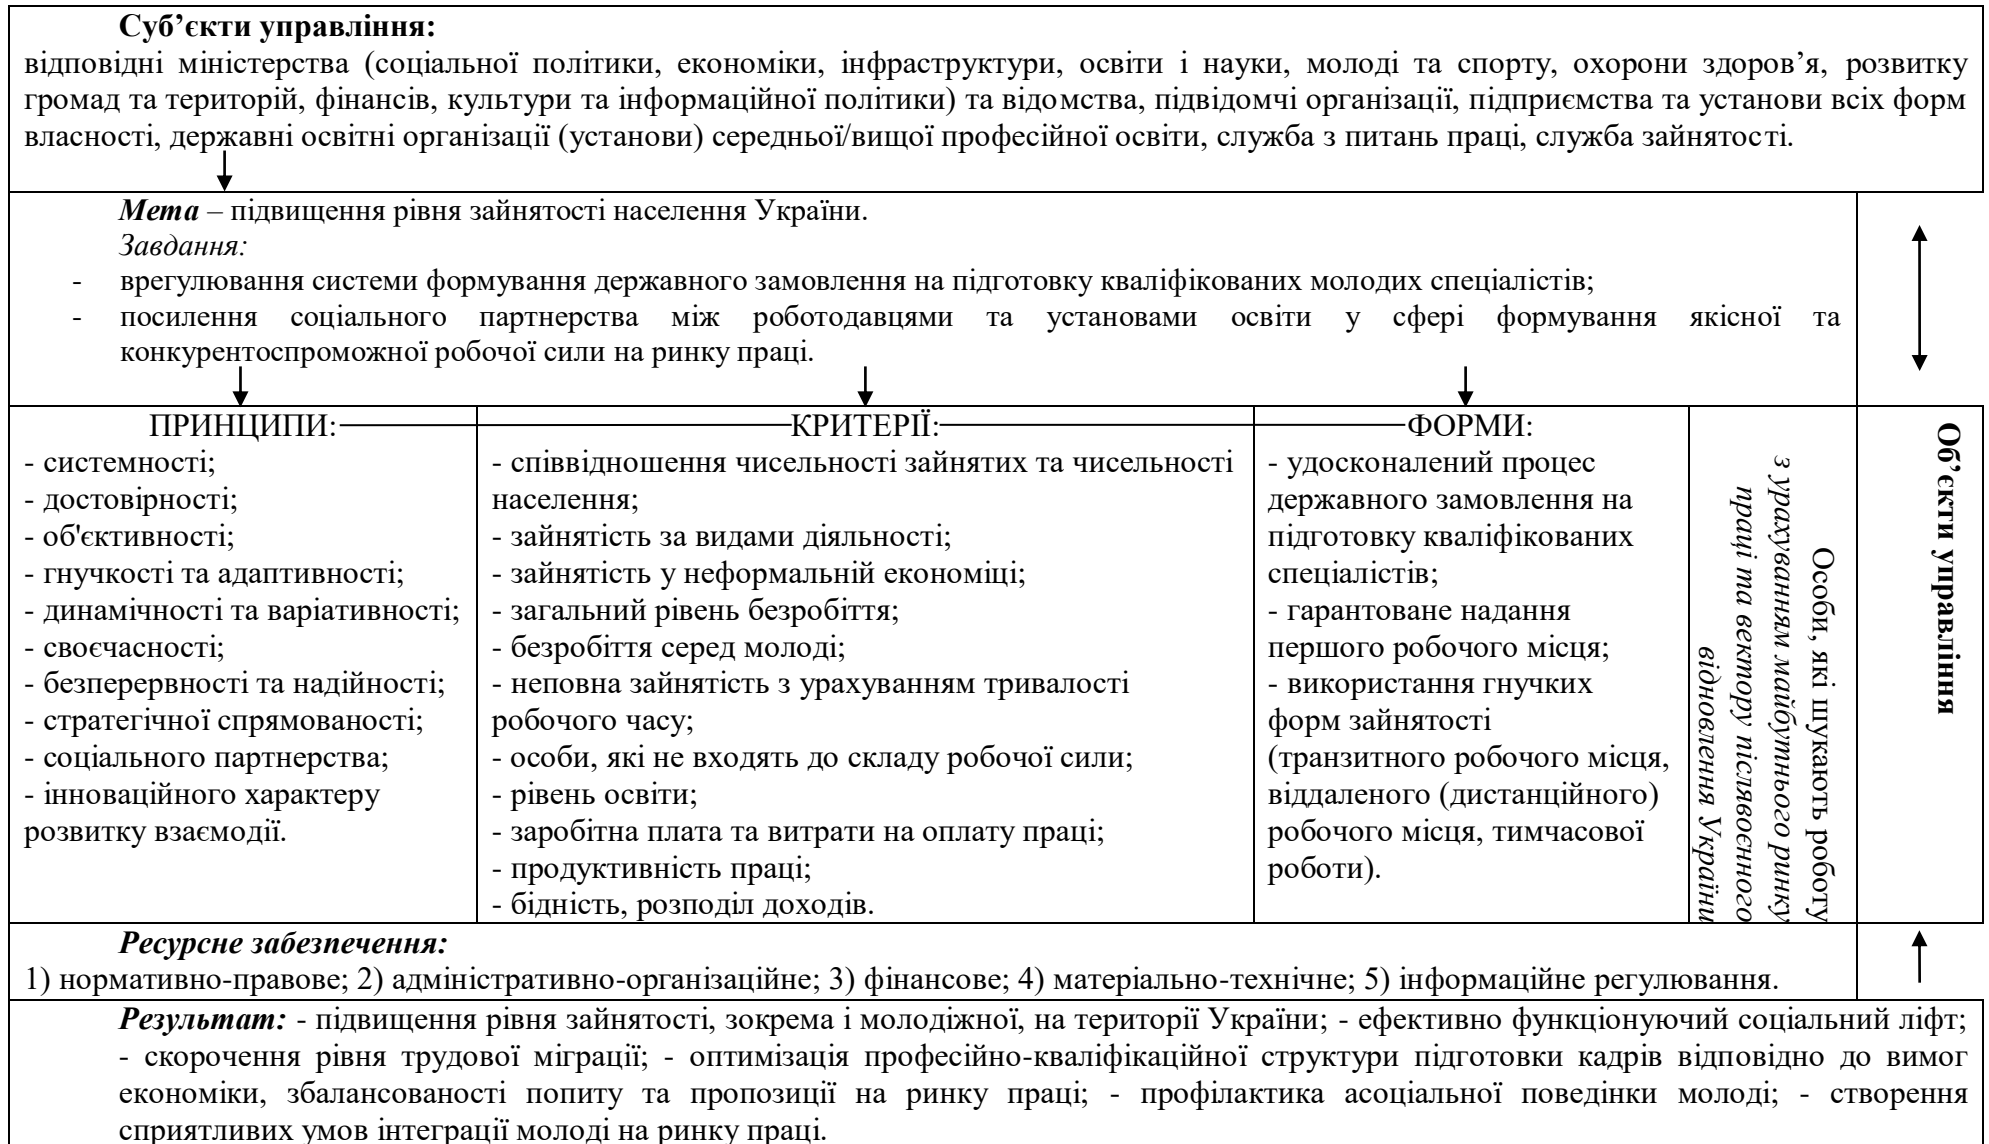 Суб’єкти управління:
відповідні міністерства (соціальної політики, економіки, інфраструктури, освіти і науки, молоді та спорту, охорони здоров’я, розвитку
громад та територій, фінансів, культури та інформаційної політики) та відомства, підвідомчі організації, підприємства та установи всіх форм
власності, державні освітні організації (установи) середньої/вищої професійної освіти, служба з питань праці, служба зайнятості.
Мета – підвищення рівня зайнятості населення України.
Завдання:
- врегулювання системи формування державного замовлення на підготовку кваліфікованих молодих спеціалістів;
- посилення соціального партнерства між роботодавцями та установами освіти у сфері формування якісної та
конкурентоспроможної робочої сили на ринку праці.
ПРИНЦИПИ:
- системності;
- достовірності;
- об'єктивності;
- гнучкості та адаптивності;
- динамічності та варіативності;
- своєчасності;
- безперервності та надійності;
- стратегічної спрямованості;
- соціального партнерства;
- інноваційного характеру
розвитку взаємодії.
КРИТЕРІЇ:
- співвідношення чисельності зайнятих та чисельності
населення;
- зайнятість за видами діяльності;
- зайнятість у неформальній економіці;
- загальний рівень безробіття;
- безробіття серед молоді;
- неповна зайнятість з урахуванням тривалості
робочого часу;
- особи, які не входять до складу робочої сили;
- рівень освіти;
- заробітна плата та витрати на оплату праці;
- продуктивність праці;
- бідність, розподіл доходів.
ФОРМИ:
- удосконалений процес
державного замовлення на
підготовку кваліфікованих
спеціалістів;
- гарантоване надання
першого робочого місця;
- використання гнучких
форм зайнятості
(транзитного робочого місця,
віддаленого (дистанційного)
робочого місця, тимчасової
роботи).
Особи, які шукають роботу
з урахуванням майбутнього ринку
праці та вектору післявоєнного
відновлення України
Об’єкти управління
Ресурсне забезпечення:
1) нормативно-правове; 2) адміністративно-організаційне; 3) фінансове; 4) матеріально-технічне; 5) інформаційне регулювання.
Результат: - підвищення рівня зайнятості, зокрема і молодіжної, на території України; - ефективно функціонуючий соціальний ліфт;
- скорочення рівня трудової міграції; - оптимізація професійно-кваліфікаційної структури підготовки кадрів відповідно до вимог
економіки, збалансованості попиту та пропозиції на ринку праці; - профілактика асоціальної поведінки молоді; - створення
сприятливих умов інтеграції молоді на ринку праці.